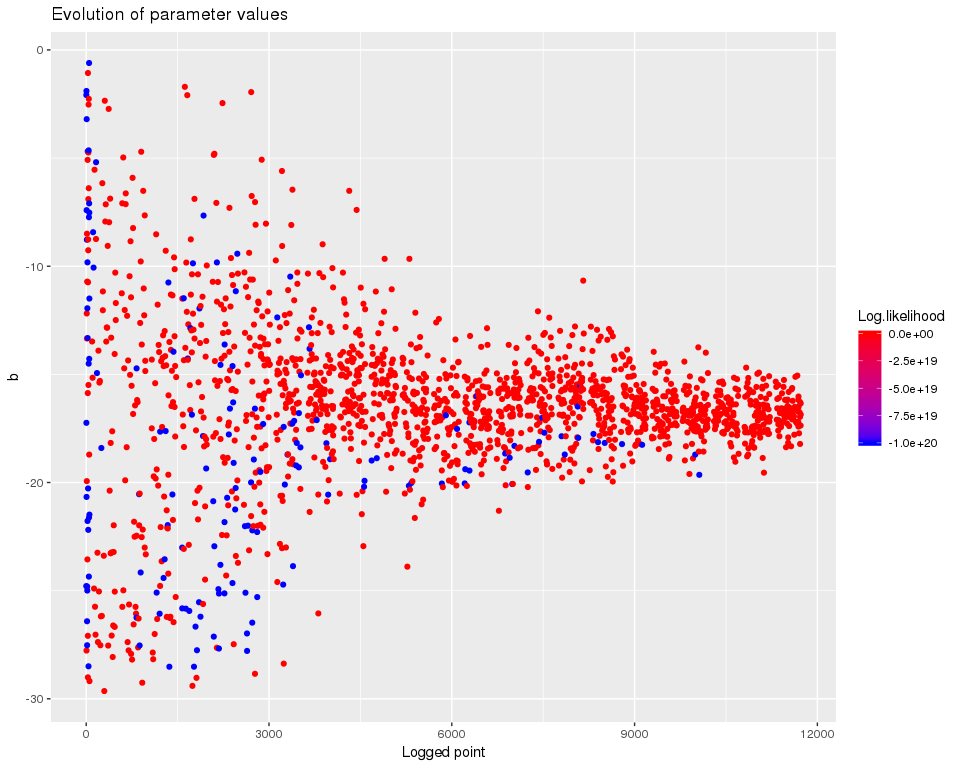 Evolution of parameter values
0
-10
-20
-30
b
0
3000
6000
9000
12000
Logged point
Log.likelihood
0.0e+00
-2.5e+19
-5.0e+19
-7.5e+19
-1.0e+20